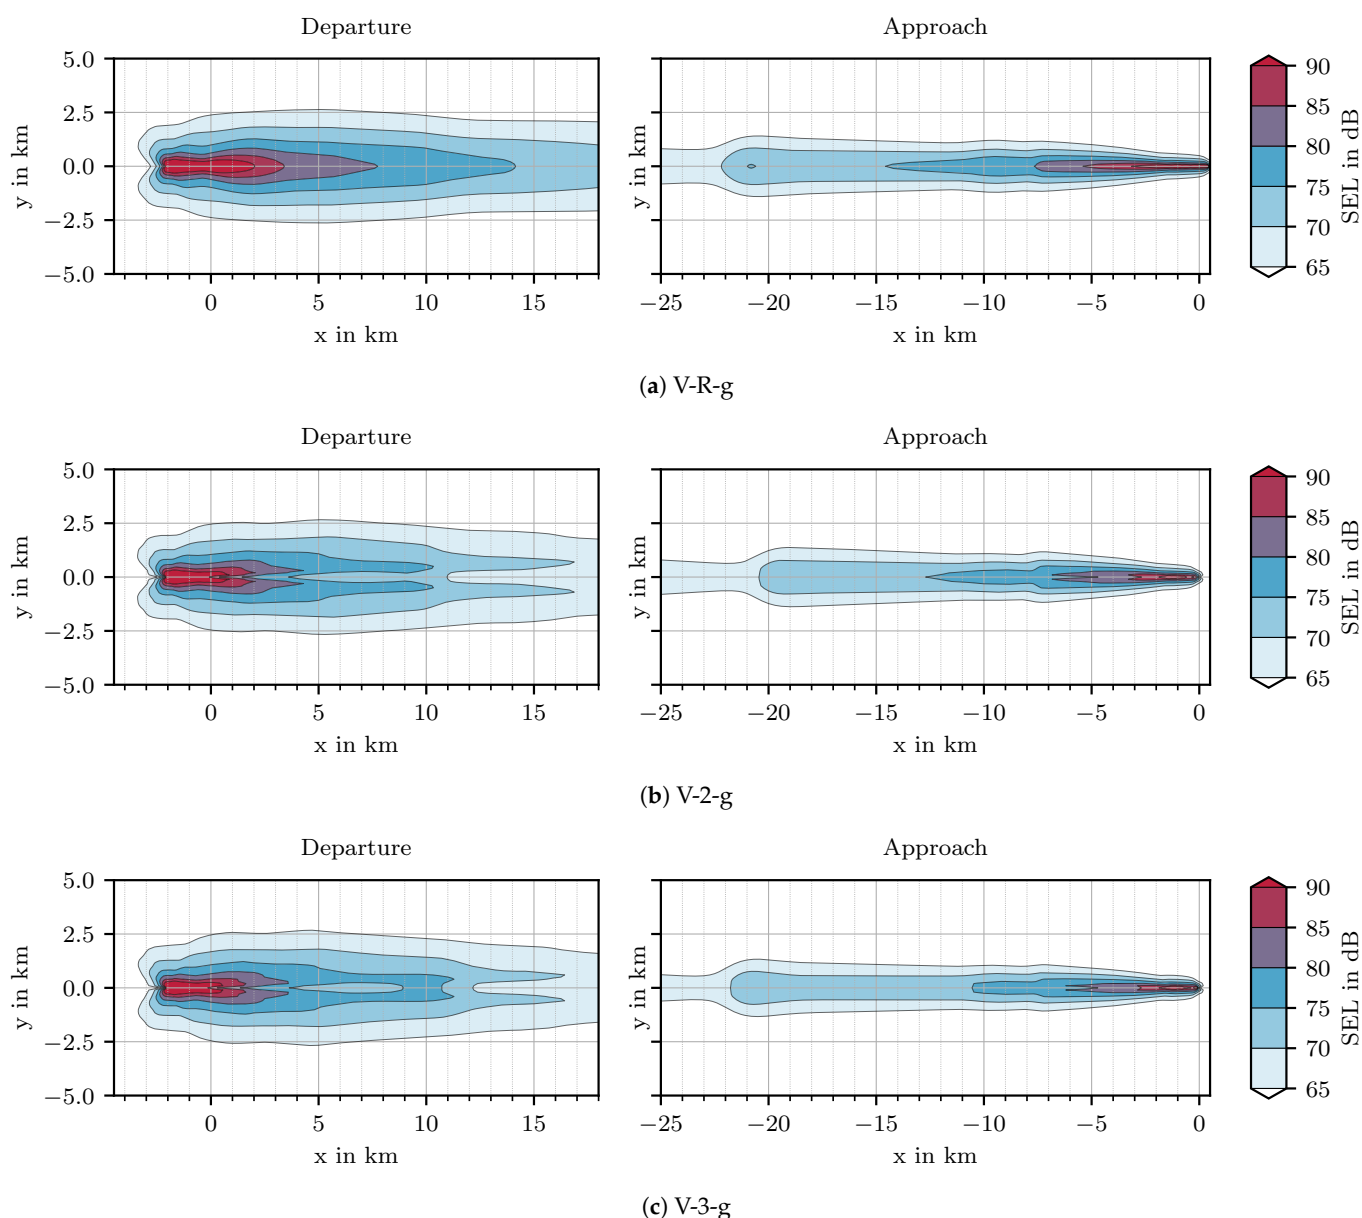 Departure Approach
5.0
2.5
0.0
−2.5
−5.0
y in km
0 5 10 15
x in km
y in km
−25 −20 −15 −10 −5 0
x in km
90
85
80
75
70
65
SEL in dB
(a) V-R-g
Departure Approach
5.0
2.5
0.0
−2.5
−5.0
y in km
0 5 10 15
x in km
y in km
−25 −20 −15 −10 −5 0
x in km
90
85
80
75
70
65
SEL in dB
(b) V-2-g
Departure Approach
5.0
2.5
0.0
−2.5
−5.0
y in km
0 5 10 15
x in km
y in km
−25 −20 −15 −10 −5 0
x in km
90
85
80
75
70
65
SEL in dB
(c) V-3-g